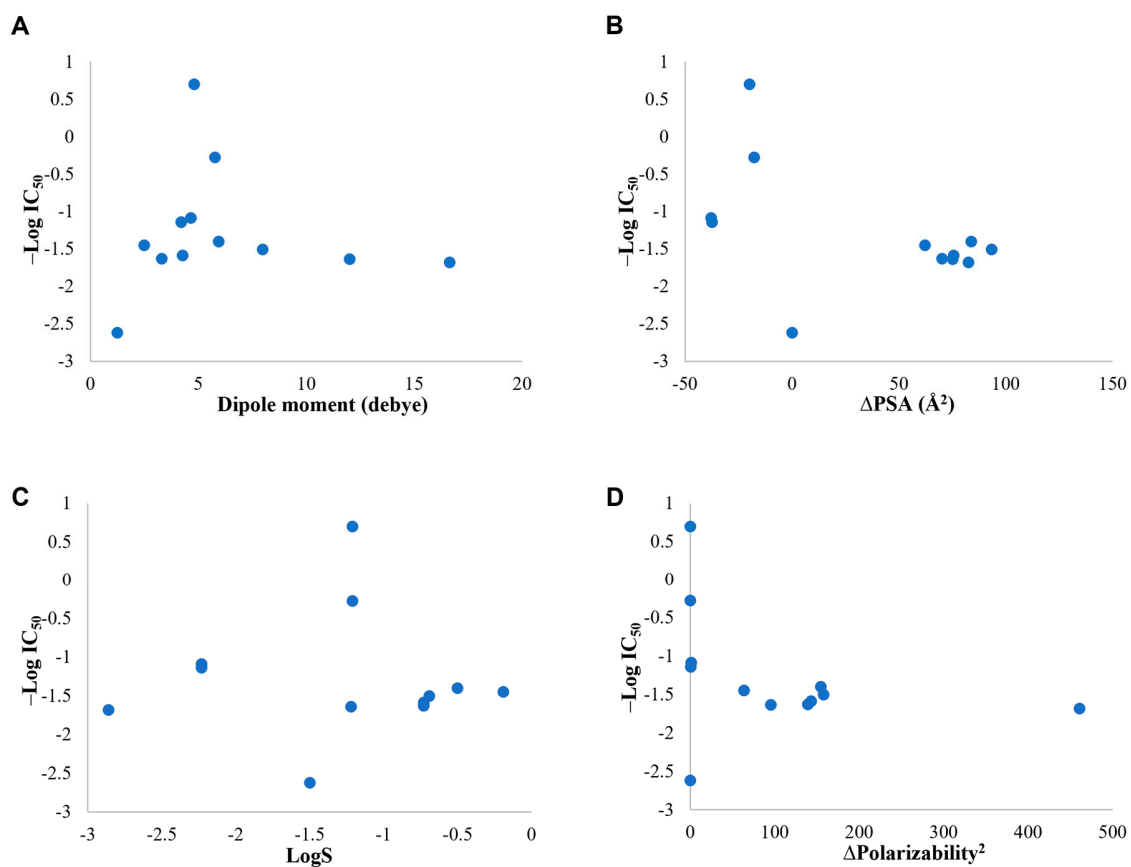 A
1
0.5
0
-0.5
-1
-1.5
-2
-2.5
-3
−Log IC50
0 5 10 15 20
Dipole moment (debye)
B
1
0.5
0
-0.5
-1
-1.5
-2
-2.5
-3
−Log IC50
-50 0 50 100 150
ΔPSA (Å²)
C
1
0.5
0
-0.5
-1
-1.5
-2
-2.5
-3
−Log IC50
-3 -2.5 -2 -1.5 -1 -0.5 0
LogS
D
1
0.5
0
-0.5
-1
-1.5
-2
-2.5
-3
−Log IC50
0 100 200 300 400 500
ΔPolarizability²